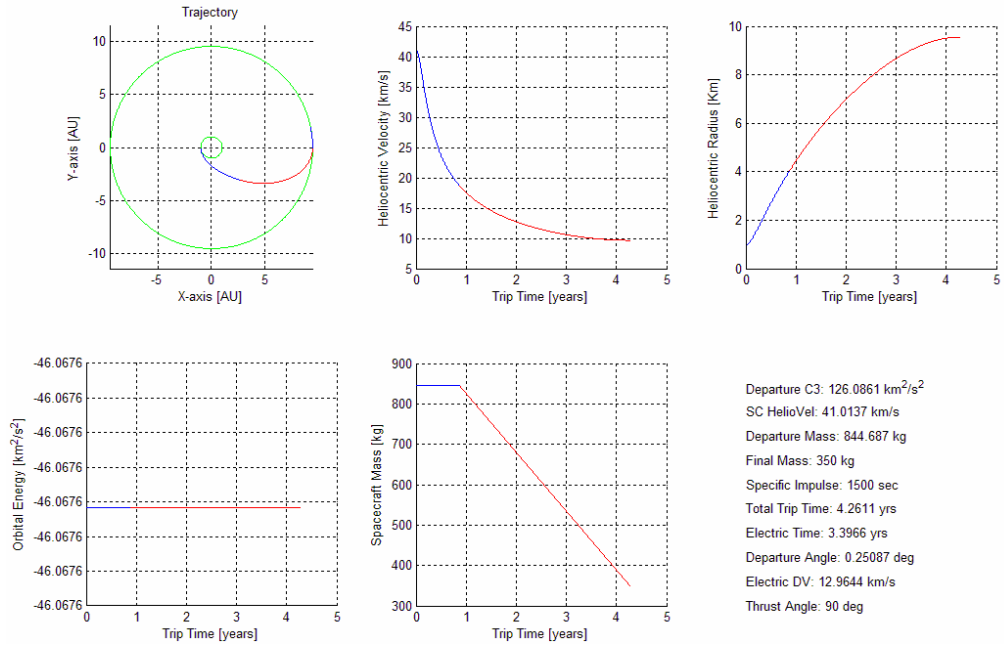 Trajectory
10
5
0
-5
-10
Y-axis [AU]
-5
0
5
X-axis [AU]
45
40
35
30
25
20
15
10
5
Heliocentric Velocity [km/s]
0
1
2
3
4
5
Trip Time [years]
10
8
6
4
2
0
Heliocentric Radius [Km]
0
1
2
3
4
5
Trip Time [years]
-46.0676
-46.0676
-46.0676
-46.0676
-46.0676
-46.0676
-46.0676
-46.0676
Orbital Energy [km²/s²]
0
1
2
3
4
5
Trip Time [years]
900
800
700
600
500
400
300
Spacecraft Mass [kg]
0
1
2
3
4
5
Trip Time [years]
Departure C3: 126.0861 km²/s²
SC HelioVel: 41.0137 km/s
Departure Mass: 844.687 kg
Final Mass: 350 kg
Specific Impulse: 1500 sec
Total Trip Time: 4.2611 yrs
Electric Time: 3.3966 yrs
Departure Angle: 0.25087 deg
Electric DV: 12.9644 km/s
Thrust Angle: 90 deg